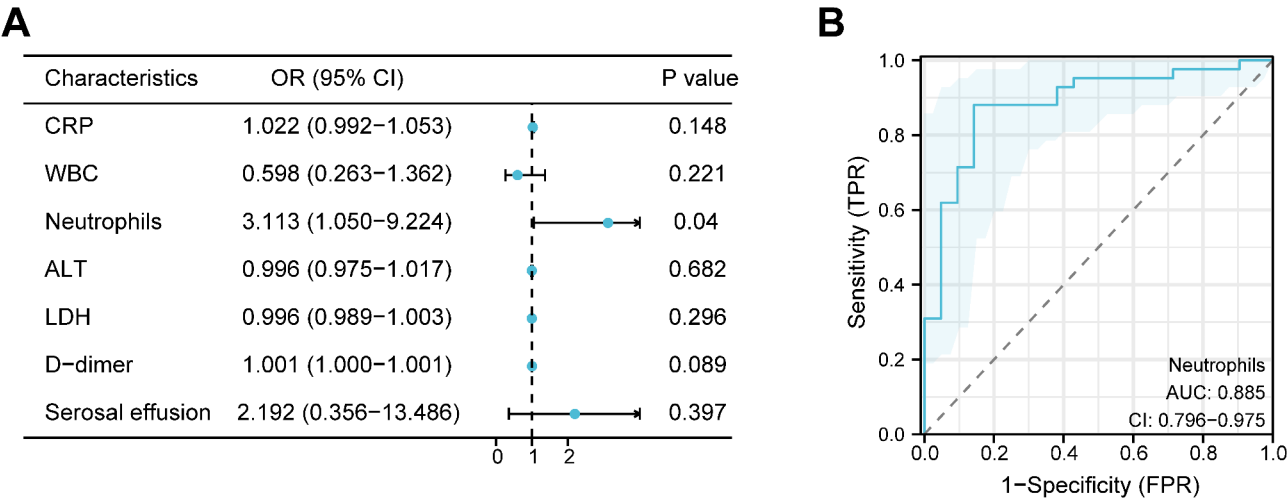 A
Characteristics OR (95% CI) P value
CRP 1.022 (0.992−1.053) 0.148
WBC 0.598 (0.263−1.362) 0.221
Neutrophils 3.113 (1.050−9.224) 0.04
ALT 0.996 (0.975−1.017) 0.682
LDH 0.996 (0.989−1.003) 0.296
D−dimer 1.001 (1.000−1.001) 0.089
Serosal effusion 2.192 (0.356−13.486) 0.397
0 1 2
B
Sensitivity (TPR)
1.0
0.8
0.6
0.4
0.2
0.0
Neutrophils
AUC: 0.885
CI: 0.796−0.975
0.0 0.2 0.4 0.6 0.8 1.0
1−Specificity (FPR)